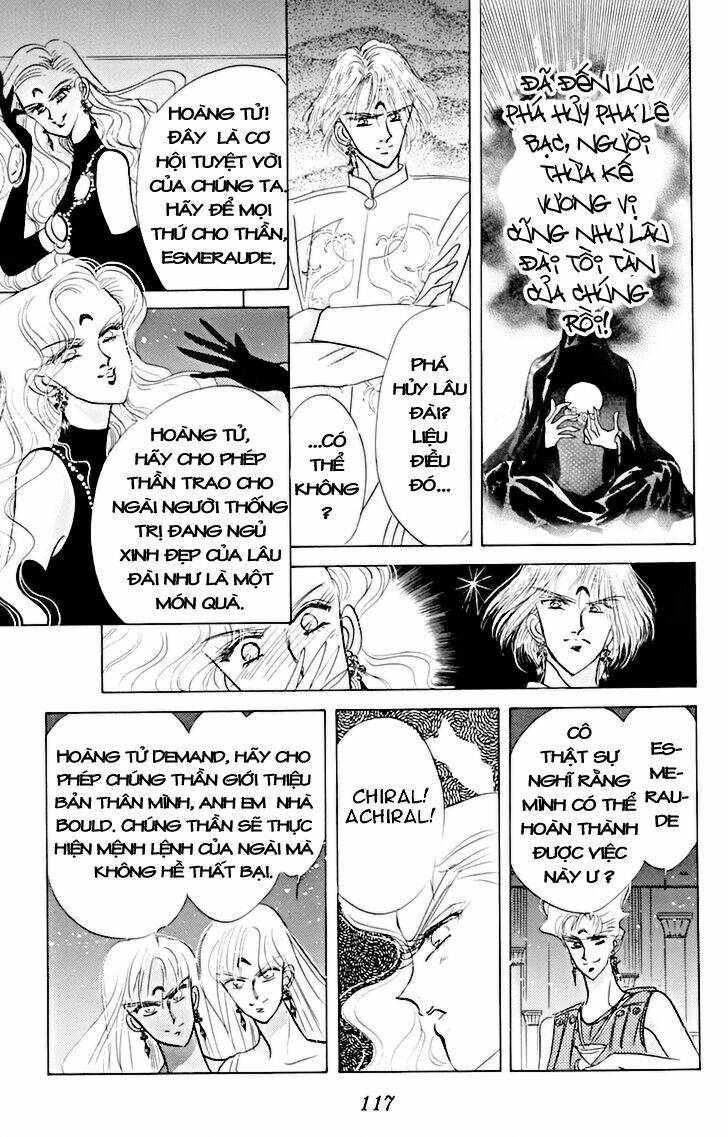 ĐÃ ĐẾN LÚC
PHÁ HỦY PHA LÊ
BẠC, NGƯỜI
THỪA KẾ
VƯƠNG VỊ
CŨNG NHƯ LÂU
ĐÀI TỒI TÀN
CỦA CHÚNG
RỒI!
PHÁ
HỦY LÂU
ĐÀI?
LIỆU
ĐIỀU
ĐÓ...
...CÓ
THỂ
KHÔNG
?
HOÀNG TỬ!
ĐÂY LÀ CƠ
HỘI TUYỆT VỜI
CỦA CHÚNG TA.
HÃY ĐỂ MỌI
THỨ CHO THẦN,
ESMERAUDE.
HOÀNG TỬ,
HÃY CHO PHÉP
THẦN TRAO CHO
NGÀI NGƯỜI THỐNG
TRỊ ĐANG NGỦ
XINH ĐẸP CỦA LÂU
ĐÀI NHƯ LÀ MỘT
MÓN QUÀ.
ES-
ME-
RAU-
DE
CÔ
THẬT SỰ
NGHĨ RẰNG
MÌNH CÓ THỂ
HOÀN THÀNH
ĐƯỢC VIỆC
NÀY Ư ?
CHIRAL!
ACHIRAL!
HOÀNG TỬ DEMAND, HÃY CHO
PHÉP CHÚNG THẦN GIỚI THIỆU
BẢN THÂN MÌNH, ANH EM NHÀ
BOULD. CHÚNG THẦN SẼ THỰC
HIỆN MỆNH LỆNH CỦA NGÀI MÀ
KHÔNG HỀ THẤT BẠI.
117